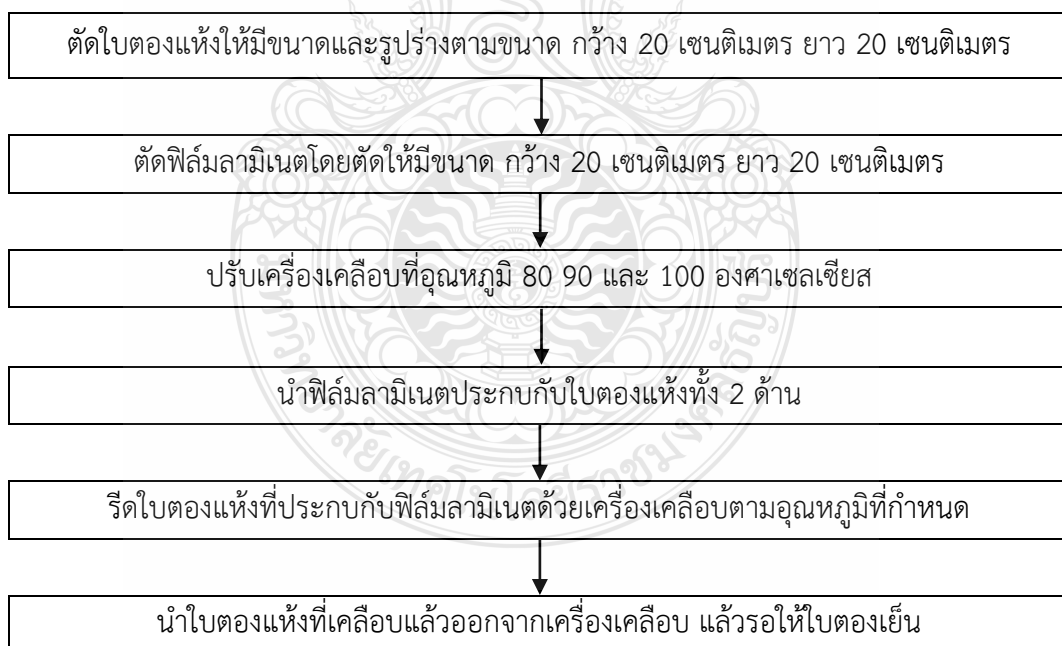 ตัดใบตองแห้งให้มีขนาดและรูปร่างตามขนาด กว้าง 20 เซนติเมตร ยาว 20 เซนติเมตร
ตัดฟิล์มลามิเนตโดยตัดให้มีขนาด กว้าง 20 เซนติเมตร ยาว 20 เซนติเมตร
ปรับเครื่องเคลือบที่อุณหภูมิ 80 90 และ 100 องศาเซลเซียส
นำฟิล์มลามิเนตประกบกับใบตองแห้งทั้ง 2 ด้าน
รีดใบตองแห้งที่ประกบกับฟิล์มลามิเนตด้วยเครื่องเคลือบตามอุณหภูมิที่กำหนด
นำใบตองแห้งที่เคลือบแล้วออกจากเครื่องเคลือบ แล้วรอให้ใบตองเย็น